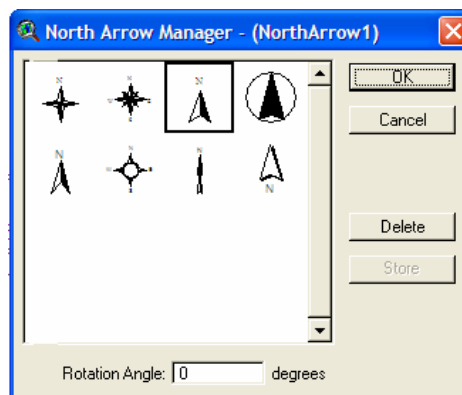 North Arrow Manager - (NorthArrow1)
N
N
N
N
N
N
N
OK
Cancel
Delete
Store
Rotation Angle: 0 degrees